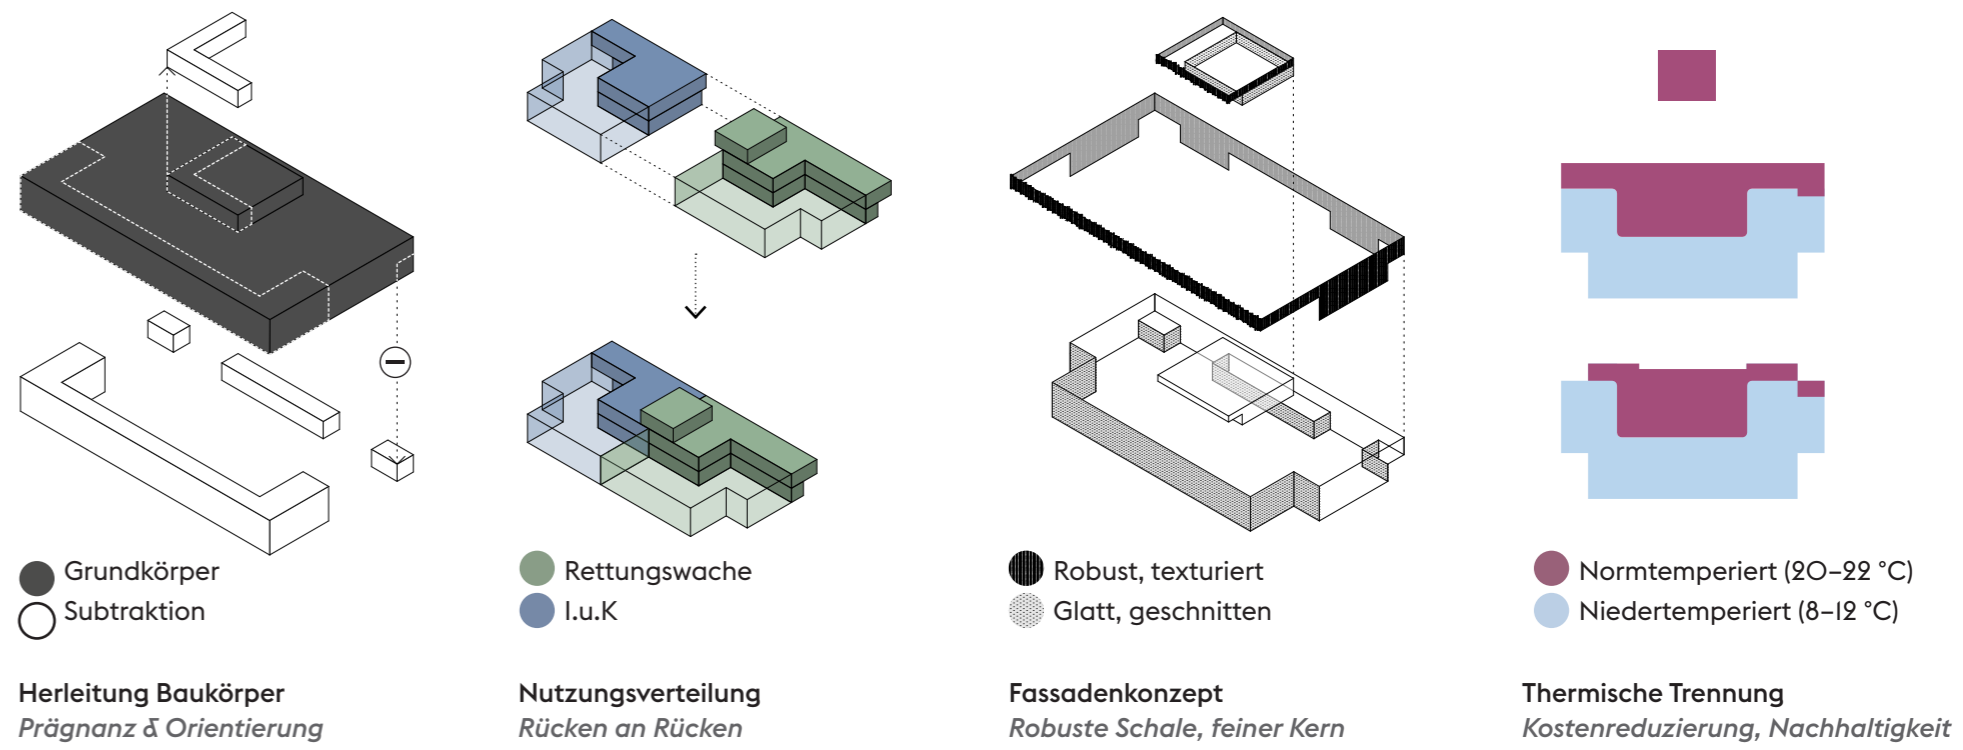 Grundkörper
Subtraktion
Herleitung Baukörper
Prägnanz & Orientierung
Rettungswache
I.u.K
Nutzungsverteilung
Rücken an Rücken
Robust, texturiert
Glatt, geschnitten
Fassadenkonzept
Robuste Schale, feiner Kern
Normtemperiert (20–22 °C)
Niedertemperiert (8–12 °C)
Thermische Trennung
Kostenreduzierung, Nachhaltigkeit